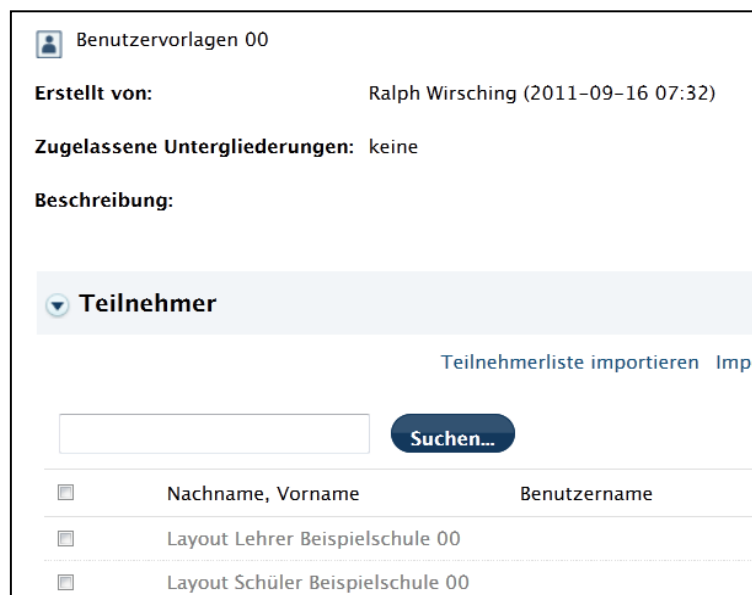 Benutzervorlagen 00
Erstellt von: Ralph Wirsching (2011-09-16 07:32)
Zugelassene Untergliederungen: keine
Beschreibung:
Teilnehmer
Teilnehmerliste importieren Imp
Suchen...
Nachname, Vorname Benutzername
Layout Lehrer Beispielschule 00
Layout Schüler Beispielschule 00